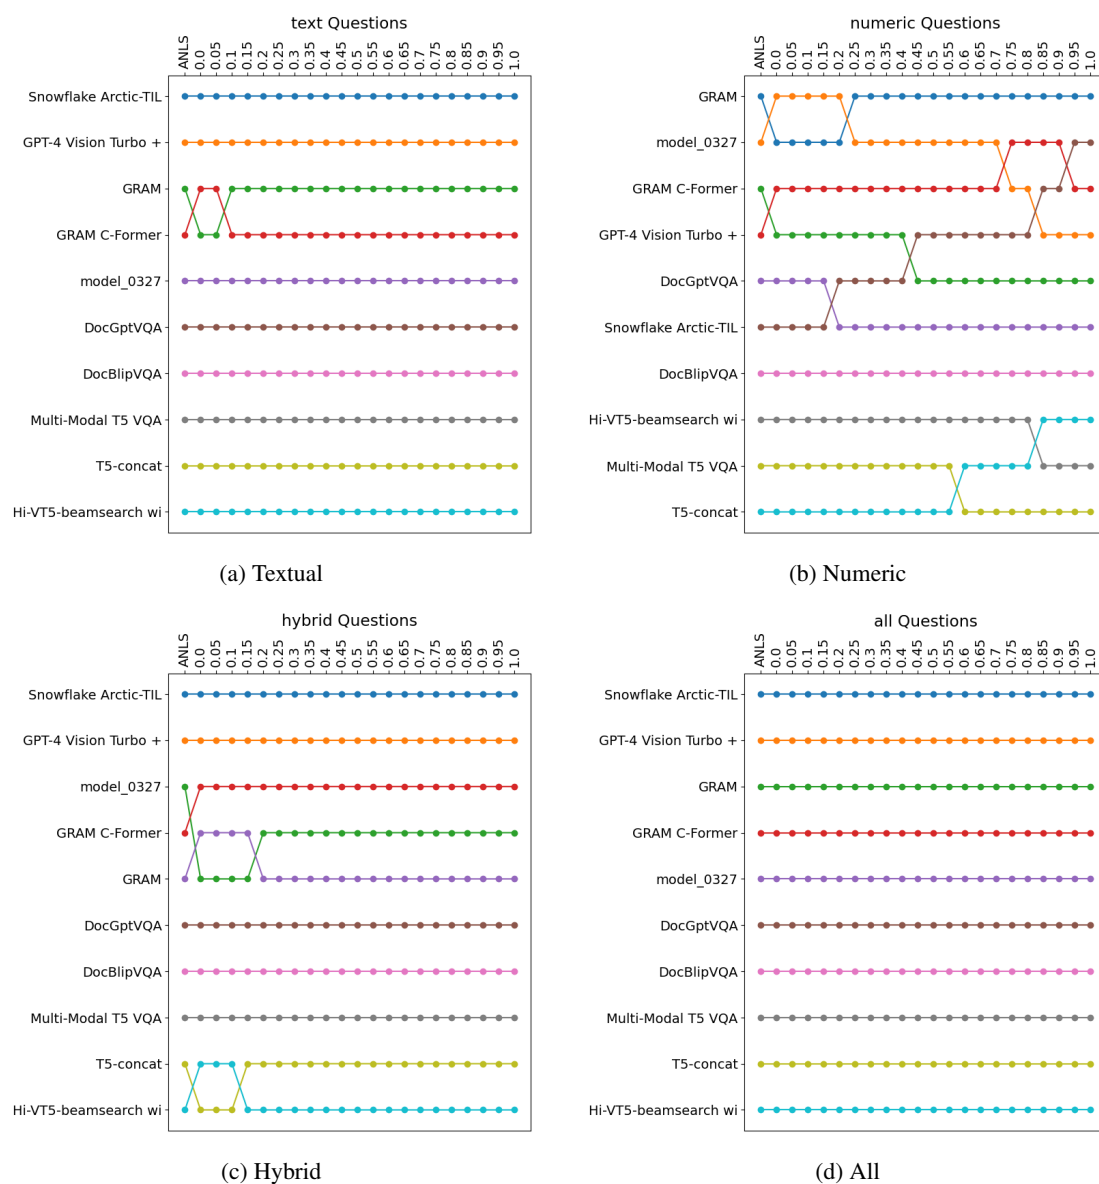 text Questions
ANLS 0.0 0.05 0.1 0.15 0.2 0.25 0.3 0.35 0.4 0.45 0.5 0.55 0.6 0.65 0.7 0.75 0.8 0.85 0.9 0.95 1.0
Snowflake Arctic-TIL
GPT-4 Vision Turbo +
GRAM
GRAM C-Former
model_0327
DocGptVQA
DocBlipVQA
Multi-Modal T5 VQA
T5-concat
Hi-VT5-beamsearch wi
(a) Textual
numeric Questions
ANLS 0.0 0.05 0.1 0.15 0.2 0.25 0.3 0.35 0.4 0.45 0.5 0.55 0.6 0.65 0.7 0.75 0.8 0.85 0.9 0.95 1.0
GRAM
model_0327
GRAM C-Former
GPT-4 Vision Turbo +
DocGptVQA
Snowflake Arctic-TIL
DocBlipVQA
Hi-VT5-beamsearch wi
Multi-Modal T5 VQA
T5-concat
(b) Numeric
hybrid Questions
ANLS 0.0 0.05 0.1 0.15 0.2 0.25 0.3 0.35 0.4 0.45 0.5 0.55 0.6 0.65 0.7 0.75 0.8 0.85 0.9 0.95 1.0
Snowflake Arctic-TIL
GPT-4 Vision Turbo +
model_0327
GRAM C-Former
GRAM
DocGptVQA
DocBlipVQA
Multi-Modal T5 VQA
T5-concat
Hi-VT5-beamsearch wi
(c) Hybrid
all Questions
ANLS 0.0 0.05 0.1 0.15 0.2 0.25 0.3 0.35 0.4 0.45 0.5 0.55 0.6 0.65 0.7 0.75 0.8 0.85 0.9 0.95 1.0
Snowflake Arctic-TIL
GPT-4 Vision Turbo +
GRAM
GRAM C-Former
model_0327
DocGptVQA
DocBlipVQA
Multi-Modal T5 VQA
T5-concat
Hi-VT5-beamsearch wi
(d) All